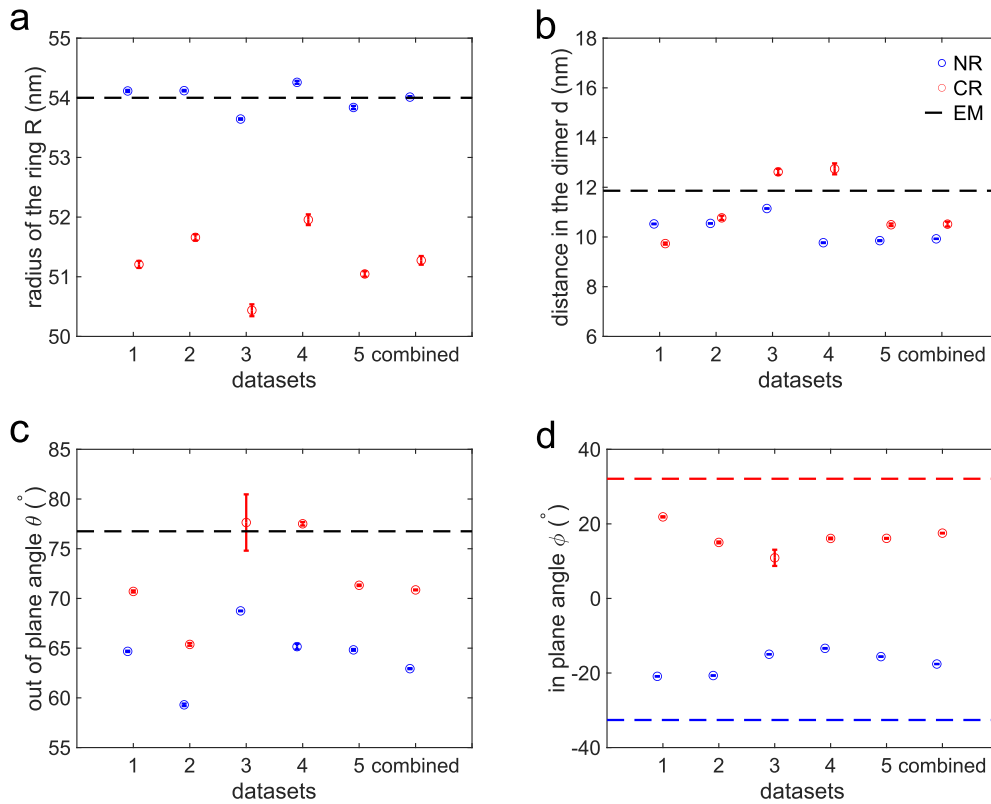 a
radius of the ring R (nm)
55
54
53
52
51
50
1 2 3 4 5 combined
datasets
b
distance in the dimer d (nm)
18
16
14
12
10
8
6
NR
CR
EM
1 2 3 4 5 combined
datasets
c
out of plane angle θ (°)
85
80
75
70
65
60
55
1 2 3 4 5 combined
datasets
d
in plane angle ϕ (°)
40
20
0
-20
-40
1 2 3 4 5 combined
datasets